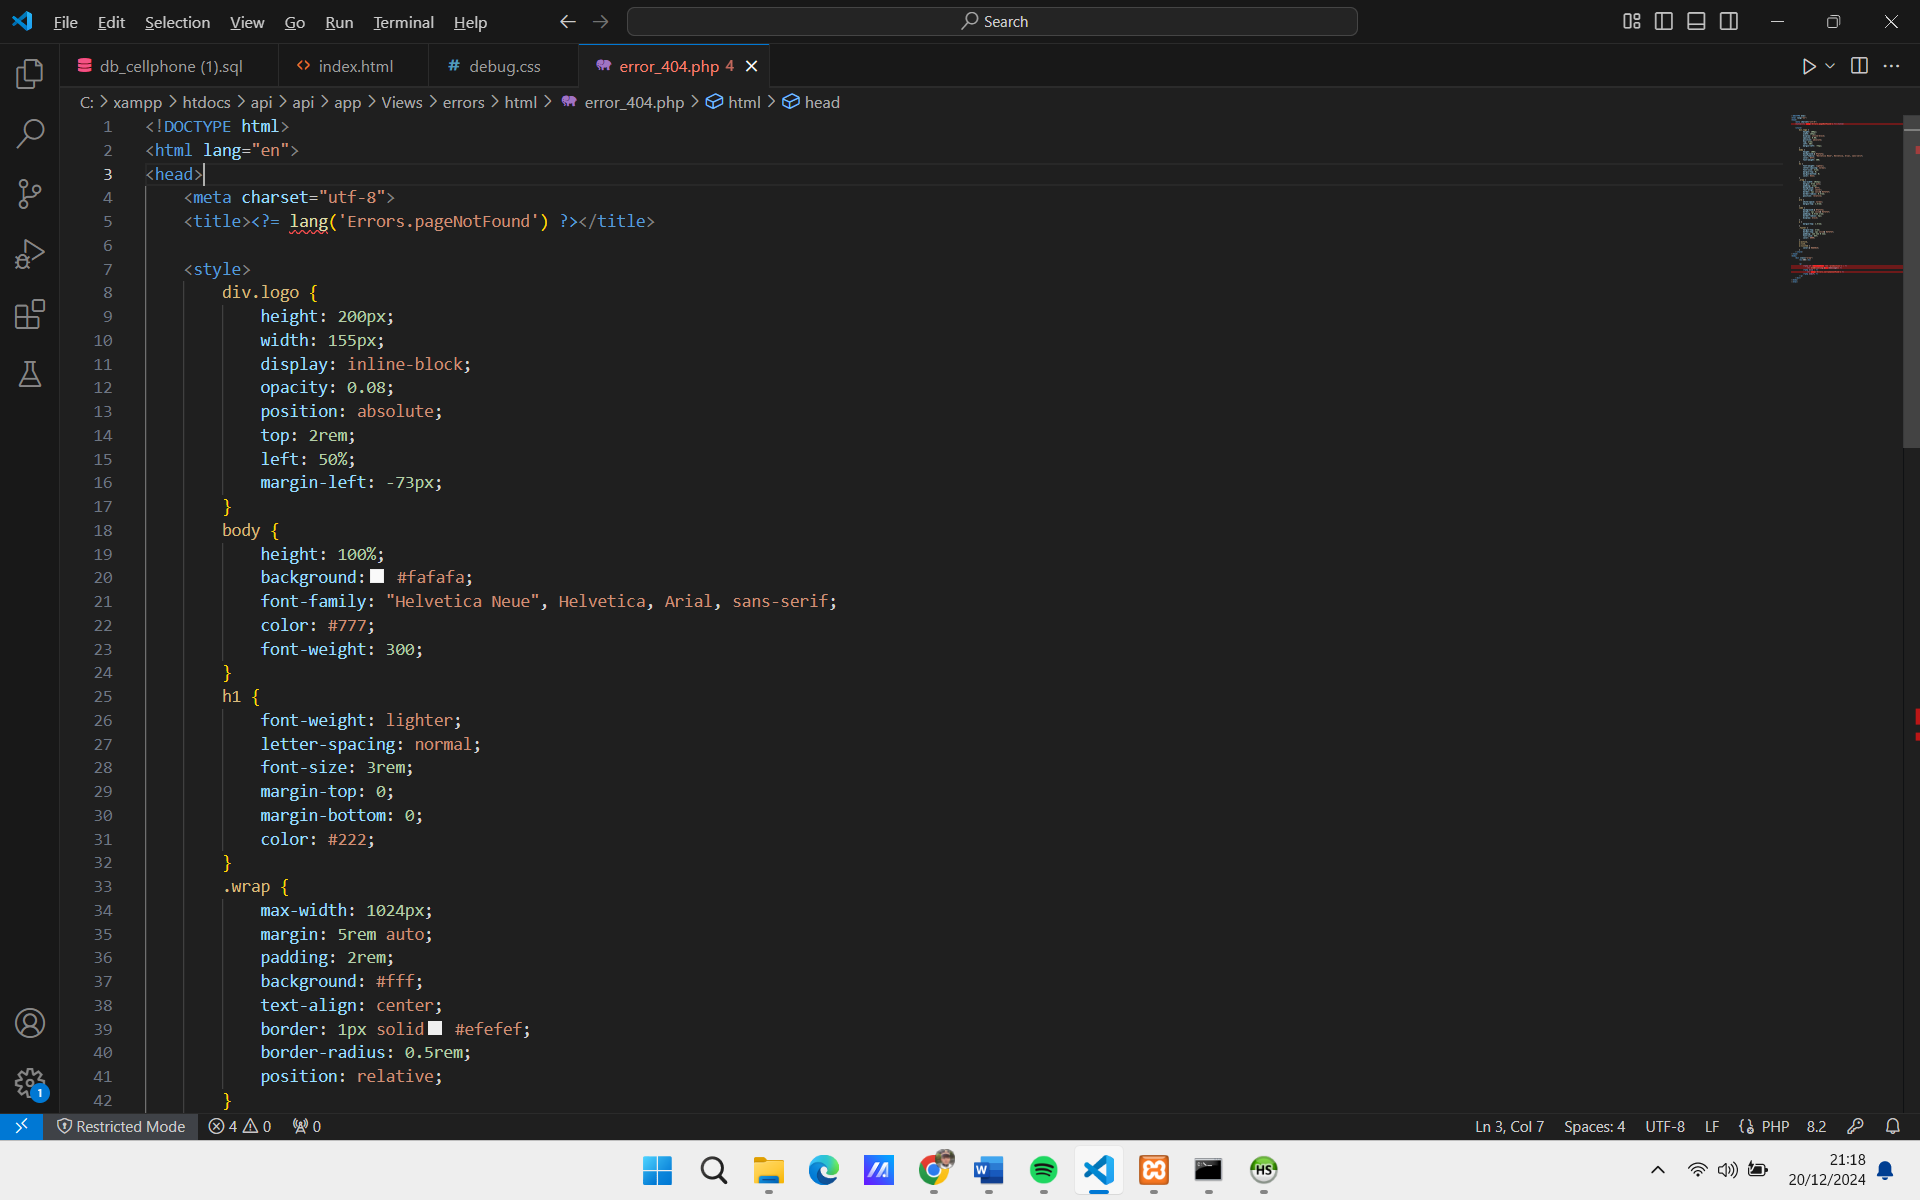 File Edit Selection View Go Run Terminal Help Search
db_cellphone (1).sql index.html debug.css error_404.php 4
C: > xampp > htdocs > api > api > app > Views > errors > html > error_404.php > html > head
1 <!DOCTYPE html>
2 <html lang="en">
3 <head>
4 <meta charset="utf-8">
5 <title><?= lang('Errors.pageNotFound') ?></title>
6
7 <style>
8 div.logo {
9 height: 200px;
10 width: 155px;
11 display: inline-block;
12 opacity: 0.08;
13 position: absolute;
14 top: 2rem;
15 left: 50%;
16 margin-left: -73px;
17 }
18 body {
19 height: 100%;
20 background: #fafafa;
21 font-family: "Helvetica Neue", Helvetica, Arial, sans-serif;
22 color: #777;
23 font-weight: 300;
24 }
25 h1 {
26 font-weight: lighter;
27 letter-spacing: normal;
28 font-size: 3rem;
29 margin-top: 0;
30 margin-bottom: 0;
31 color: #222;
32 }
33 .wrap {
34 max-width: 1024px;
35 margin: 5rem auto;
36 padding: 2rem;
37 background: #fff;
38 text-align: center;
39 border: 1px solid #efefef;
40 border-radius: 0.5rem;
41 position: relative;
42 }
1
Restricted Mode 4 0 0 Ln 3, Col 7 Spaces: 4 UTF-8 LF PHP 8.2
W HS
21:18
20/12/2024